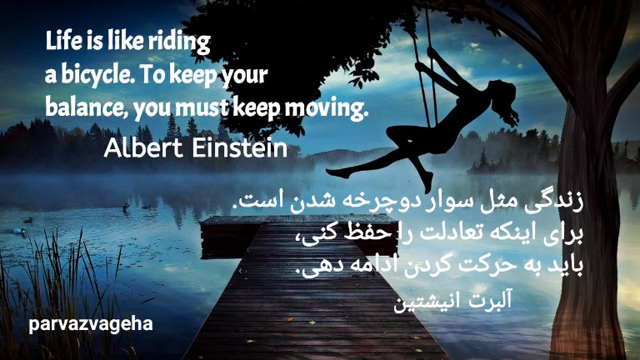 Life is like riding
a bicycle. To keep your
balance, you must keep moving.
Albert Einstein
زندگی مثل سوار دوچرخه شدن است.
برای اینکه تعادلت را حفظ کنی،
باید به حرکت کردن ادامه دهی.
آلبرت انیشتین
parvazvageha